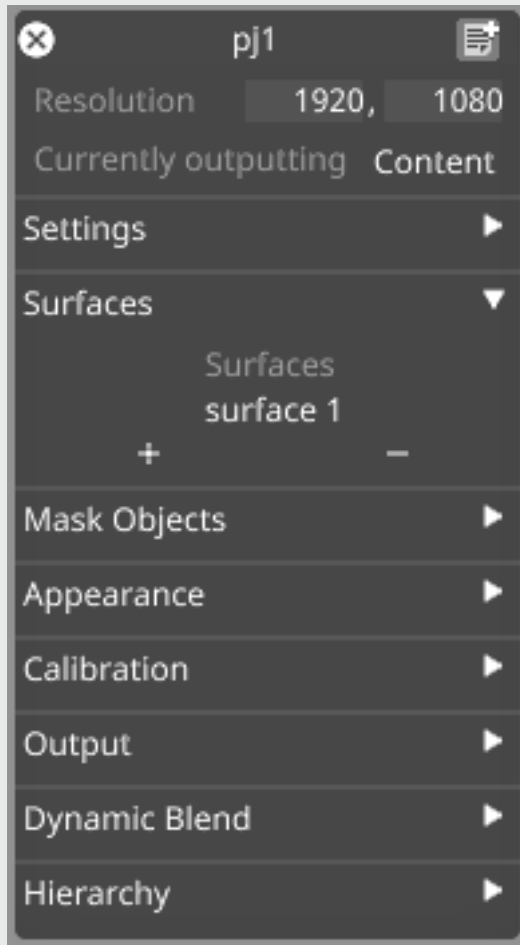 pj1
Resolution 1920, 1080
Currently outputting Content
Settings
Surfaces
Surfaces
surface 1
+ −
Mask Objects
Appearance
Calibration
Output
Dynamic Blend
Hierarchy